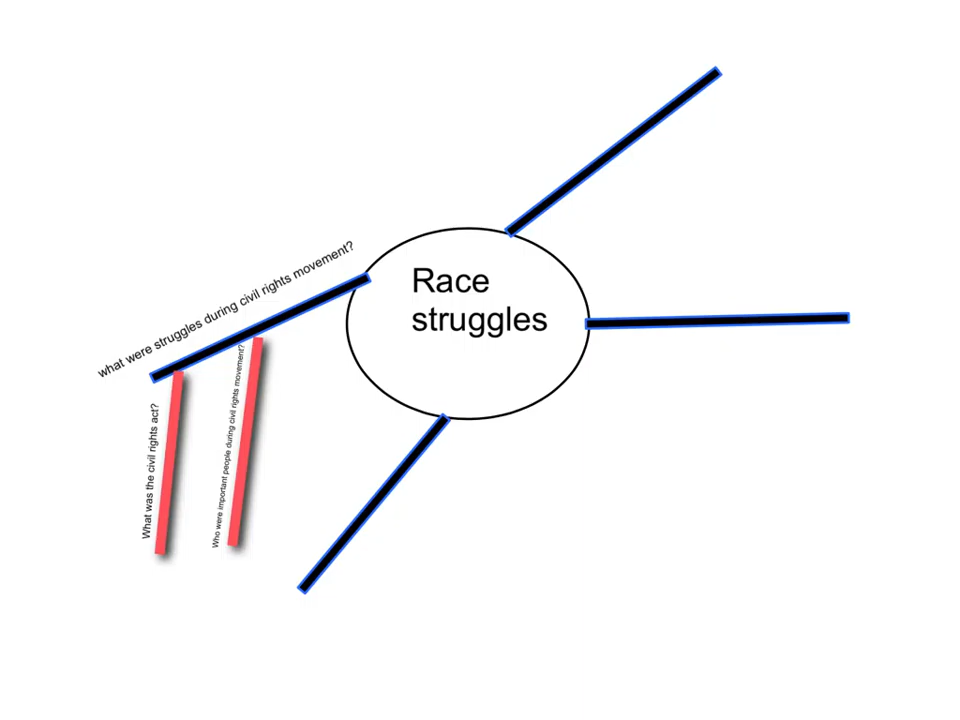 Race
struggles
what were struggles during civil rights movement?
What was the civil rights act?
Who were important people during civil rights movement?